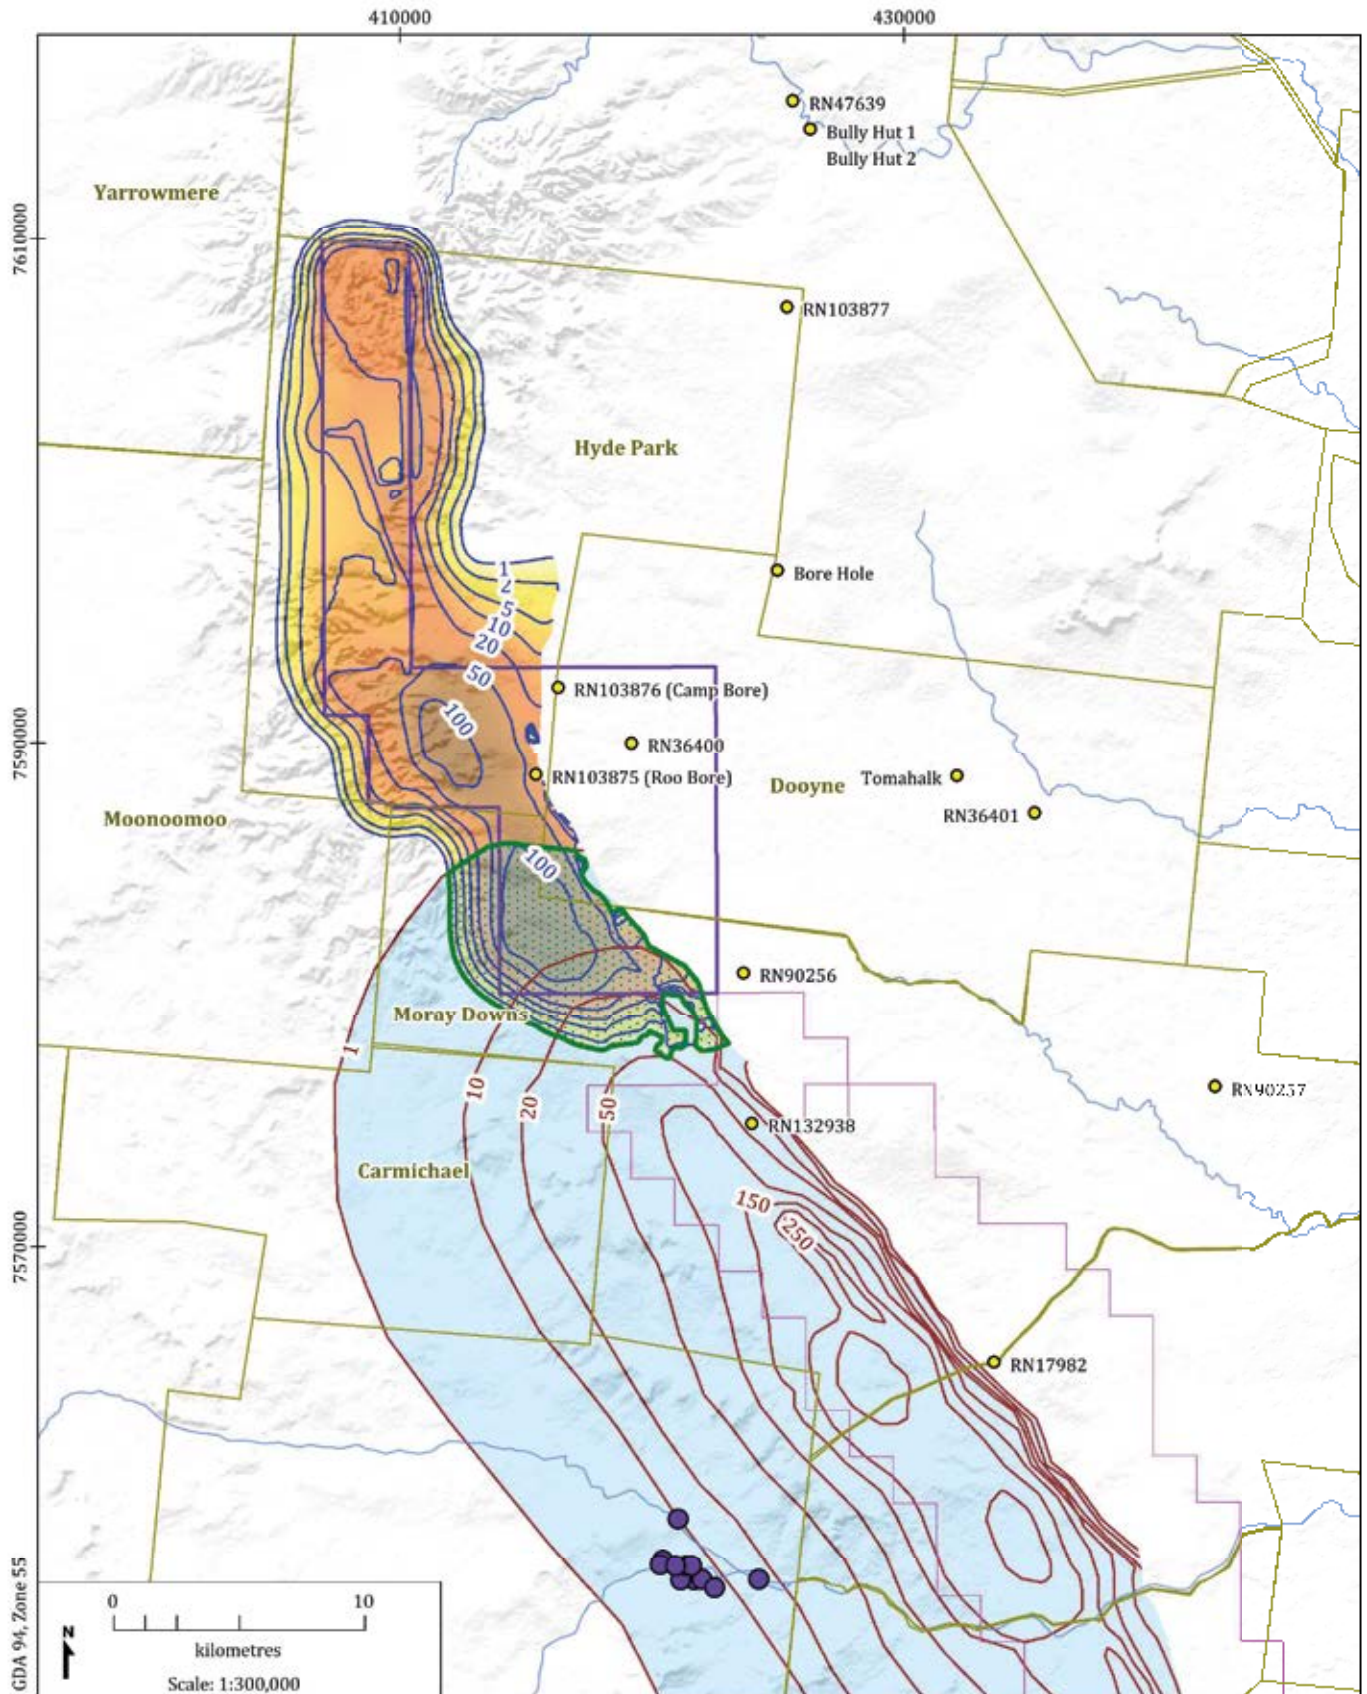 410000
430000
RN47639
Bully Hut 1
Bully Hut 2
Yarrowmere
7610000
RN103877
Hyde Park
1
2
5
10
20
50
100
Bore Hole
RN103876 (Camp Bore)
RN36400
RN103875 (Roo Bore)
7590000
Dooyne
Tomahalk
RN36401
Moonoomoo
100
RN90256
Moray Downs
1
10
20
50
RN90257
RN132938
Carmichael
150
250
7570000
RN17982
GDA 94, Zone 55
N
0
10
kilometres
Scale: 1:300,000